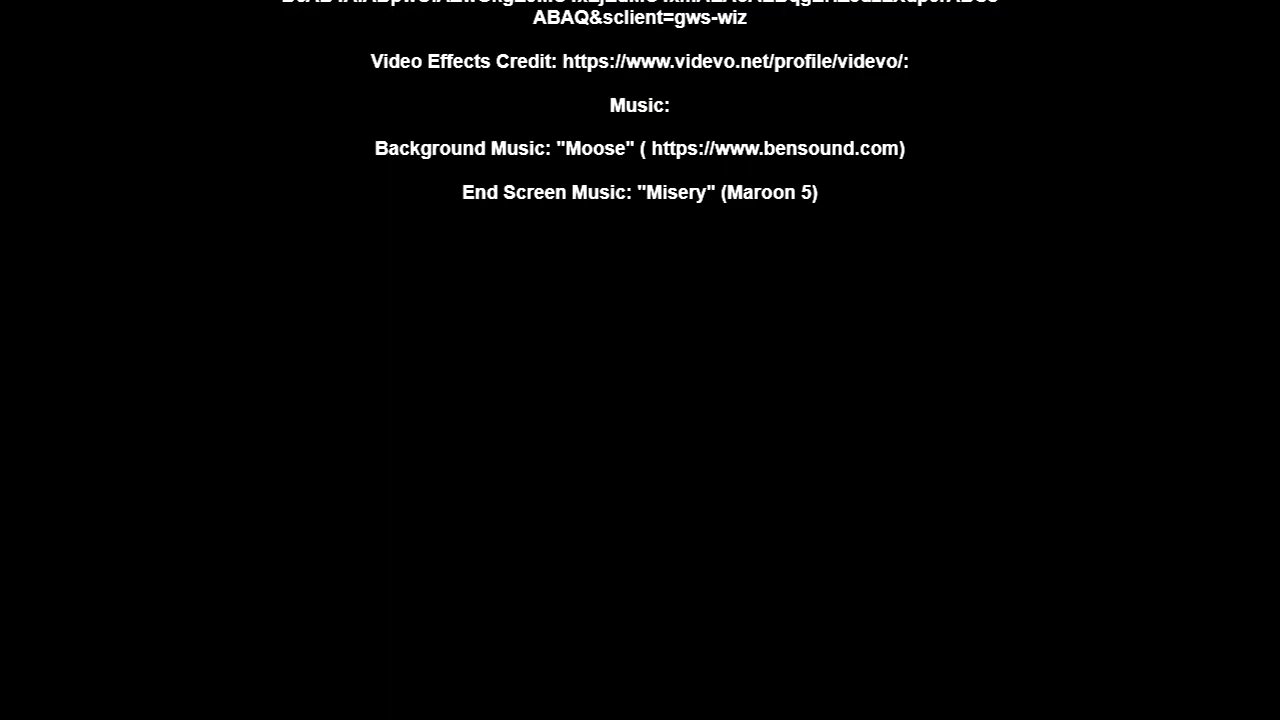 ABAQ&sclient=gws-wiz
Video Effects Credit: https://www.videvo.net/profile/videvo/:
Music:
Background Music: "Moose" ( https://www.bensound.com)
End Screen Music: "Misery" (Maroon 5)